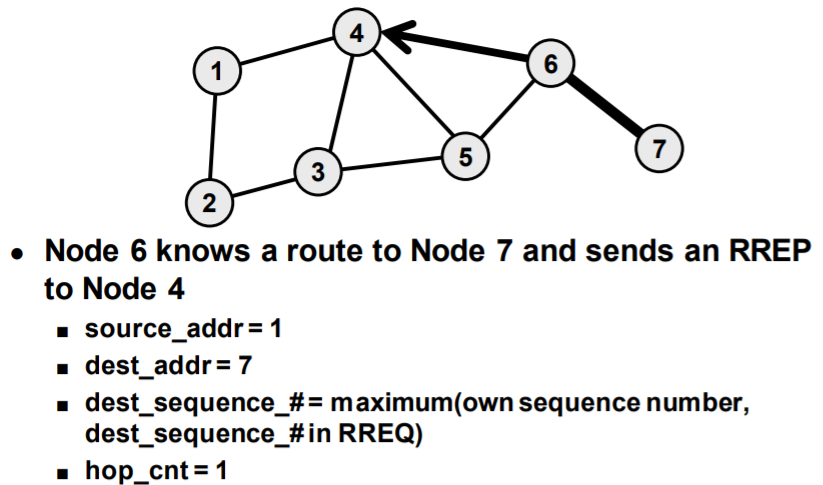 4
6
1
7
5
3
2
• Node 6 knows a route to Node 7 and sends an RREP
to Node 4
▪ source_addr = 1
▪ dest_addr = 7
▪ dest_sequence_# = maximum(own sequence number,
dest_sequence_# in RREQ)
▪ hop_cnt = 1